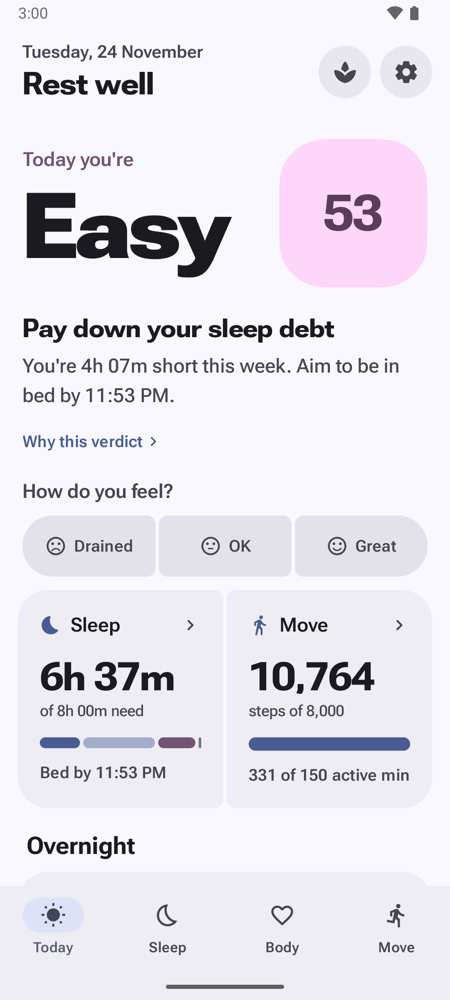 3:00
Tuesday, 24 November
Rest well
Today you're
Easy
53
Pay down your sleep debt
You're 4h 07m short this week. Aim to be in
bed by 11:53 PM.
Why this verdict
How do you feel?
Drained
OK
Great
Sleep
6h 37m
of 8h 00m need
Bed by 11:53 PM
Move
10,764
steps of 8,000
331 of 150 active min
Overnight
Today
Sleep
Body
Move